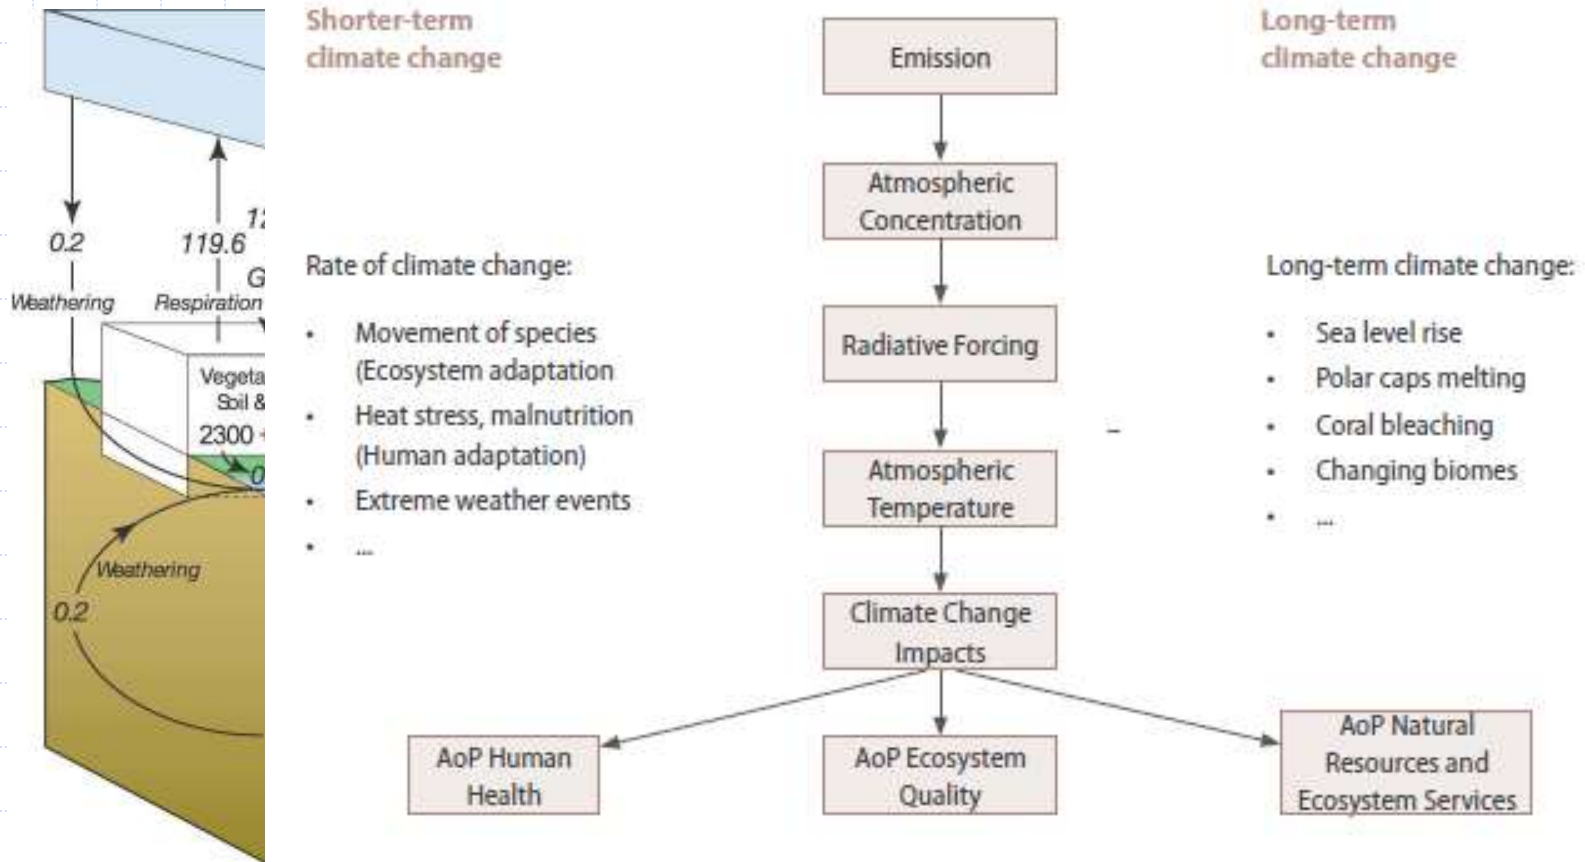 0.2
119.6
Weathering
Respiration
2300
Weathering
0.2
Shorter-term
climate change
Rate of climate change:
• Movement of species
(Ecosystem adaptation
• Heat stress, malnutrition
(Human adaptation)
• Extreme weather events
• ...
Emission
Atmospheric
Concentration
Radiative Forcing
Atmospheric
Temperature
Climate Change
Impacts
AoP Human
Health
AoP Ecosystem
Quality
AoP Natural
Resources and
Ecosystem Services
–
Long-term
climate change
Long-term climate change:
• Sea level rise
• Polar caps melting
• Coral bleaching
• Changing biomes
• ...